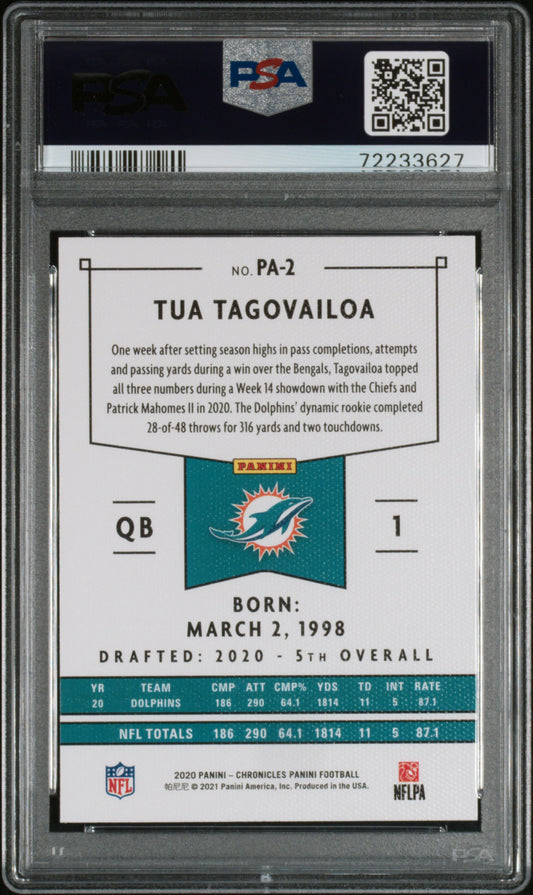 PSA
PSA
72233627
NO. PA-2
TUA TAGOVAILOA
One week after setting season highs in pass completions, attempts
and passing yards during a win over the Bengals, Tagovailoa topped
all three numbers during a Week 14 showdown with the Chiefs and
Patrick Mahomes II in 2020. The Dolphins' dynamic rookie completed
28-of-48 throws for 316 yards and two touchdowns.
PANINI
QB
1
BORN:
MARCH 2, 1998
DRAFTED: 2020 - 5TH OVERALL
YR TEAM CMP ATT CMP% YDS TD INT RATE
20 DOLPHINS 186 290 64.1 1814 11 5 87.1
NFL TOTALS 186 290 64.1 1814 11 5 87.1
NFL
2020 PANINI – CHRONICLES PANINI FOOTBALL
帕尼尼 © 2021 Panini America, Inc. Produced in the USA.
NFLPA
PSA